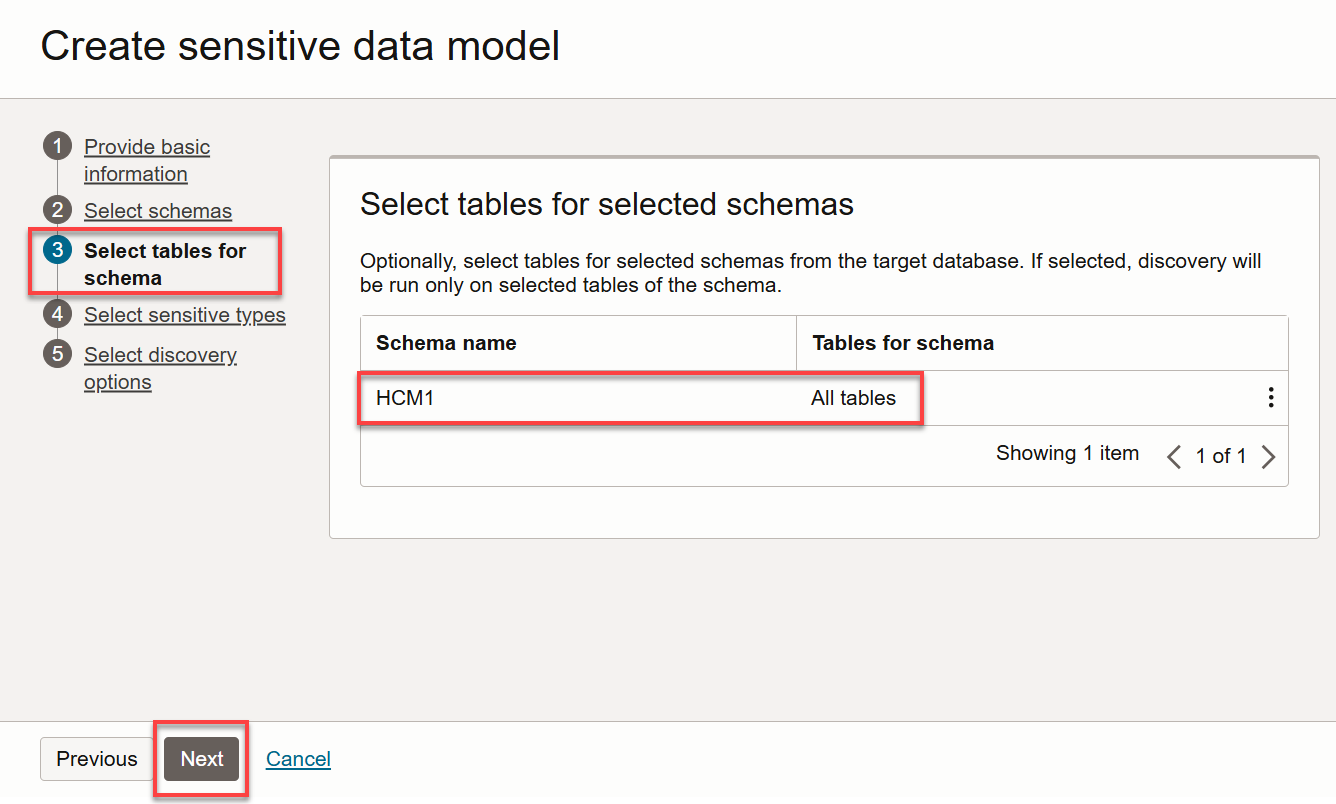 Create sensitive data model
1 Provide basic
information
2 Select schemas
3 Select tables for
schema
4 Select sensitive types
5 Select discovery
options
Select tables for selected schemas
Optionally, select tables for selected schemas from the target database. If selected, discovery will
be run only on selected tables of the schema.
Schema name Tables for schema
HCM1 All tables
Showing 1 item 1 of 1
Previous Next Cancel